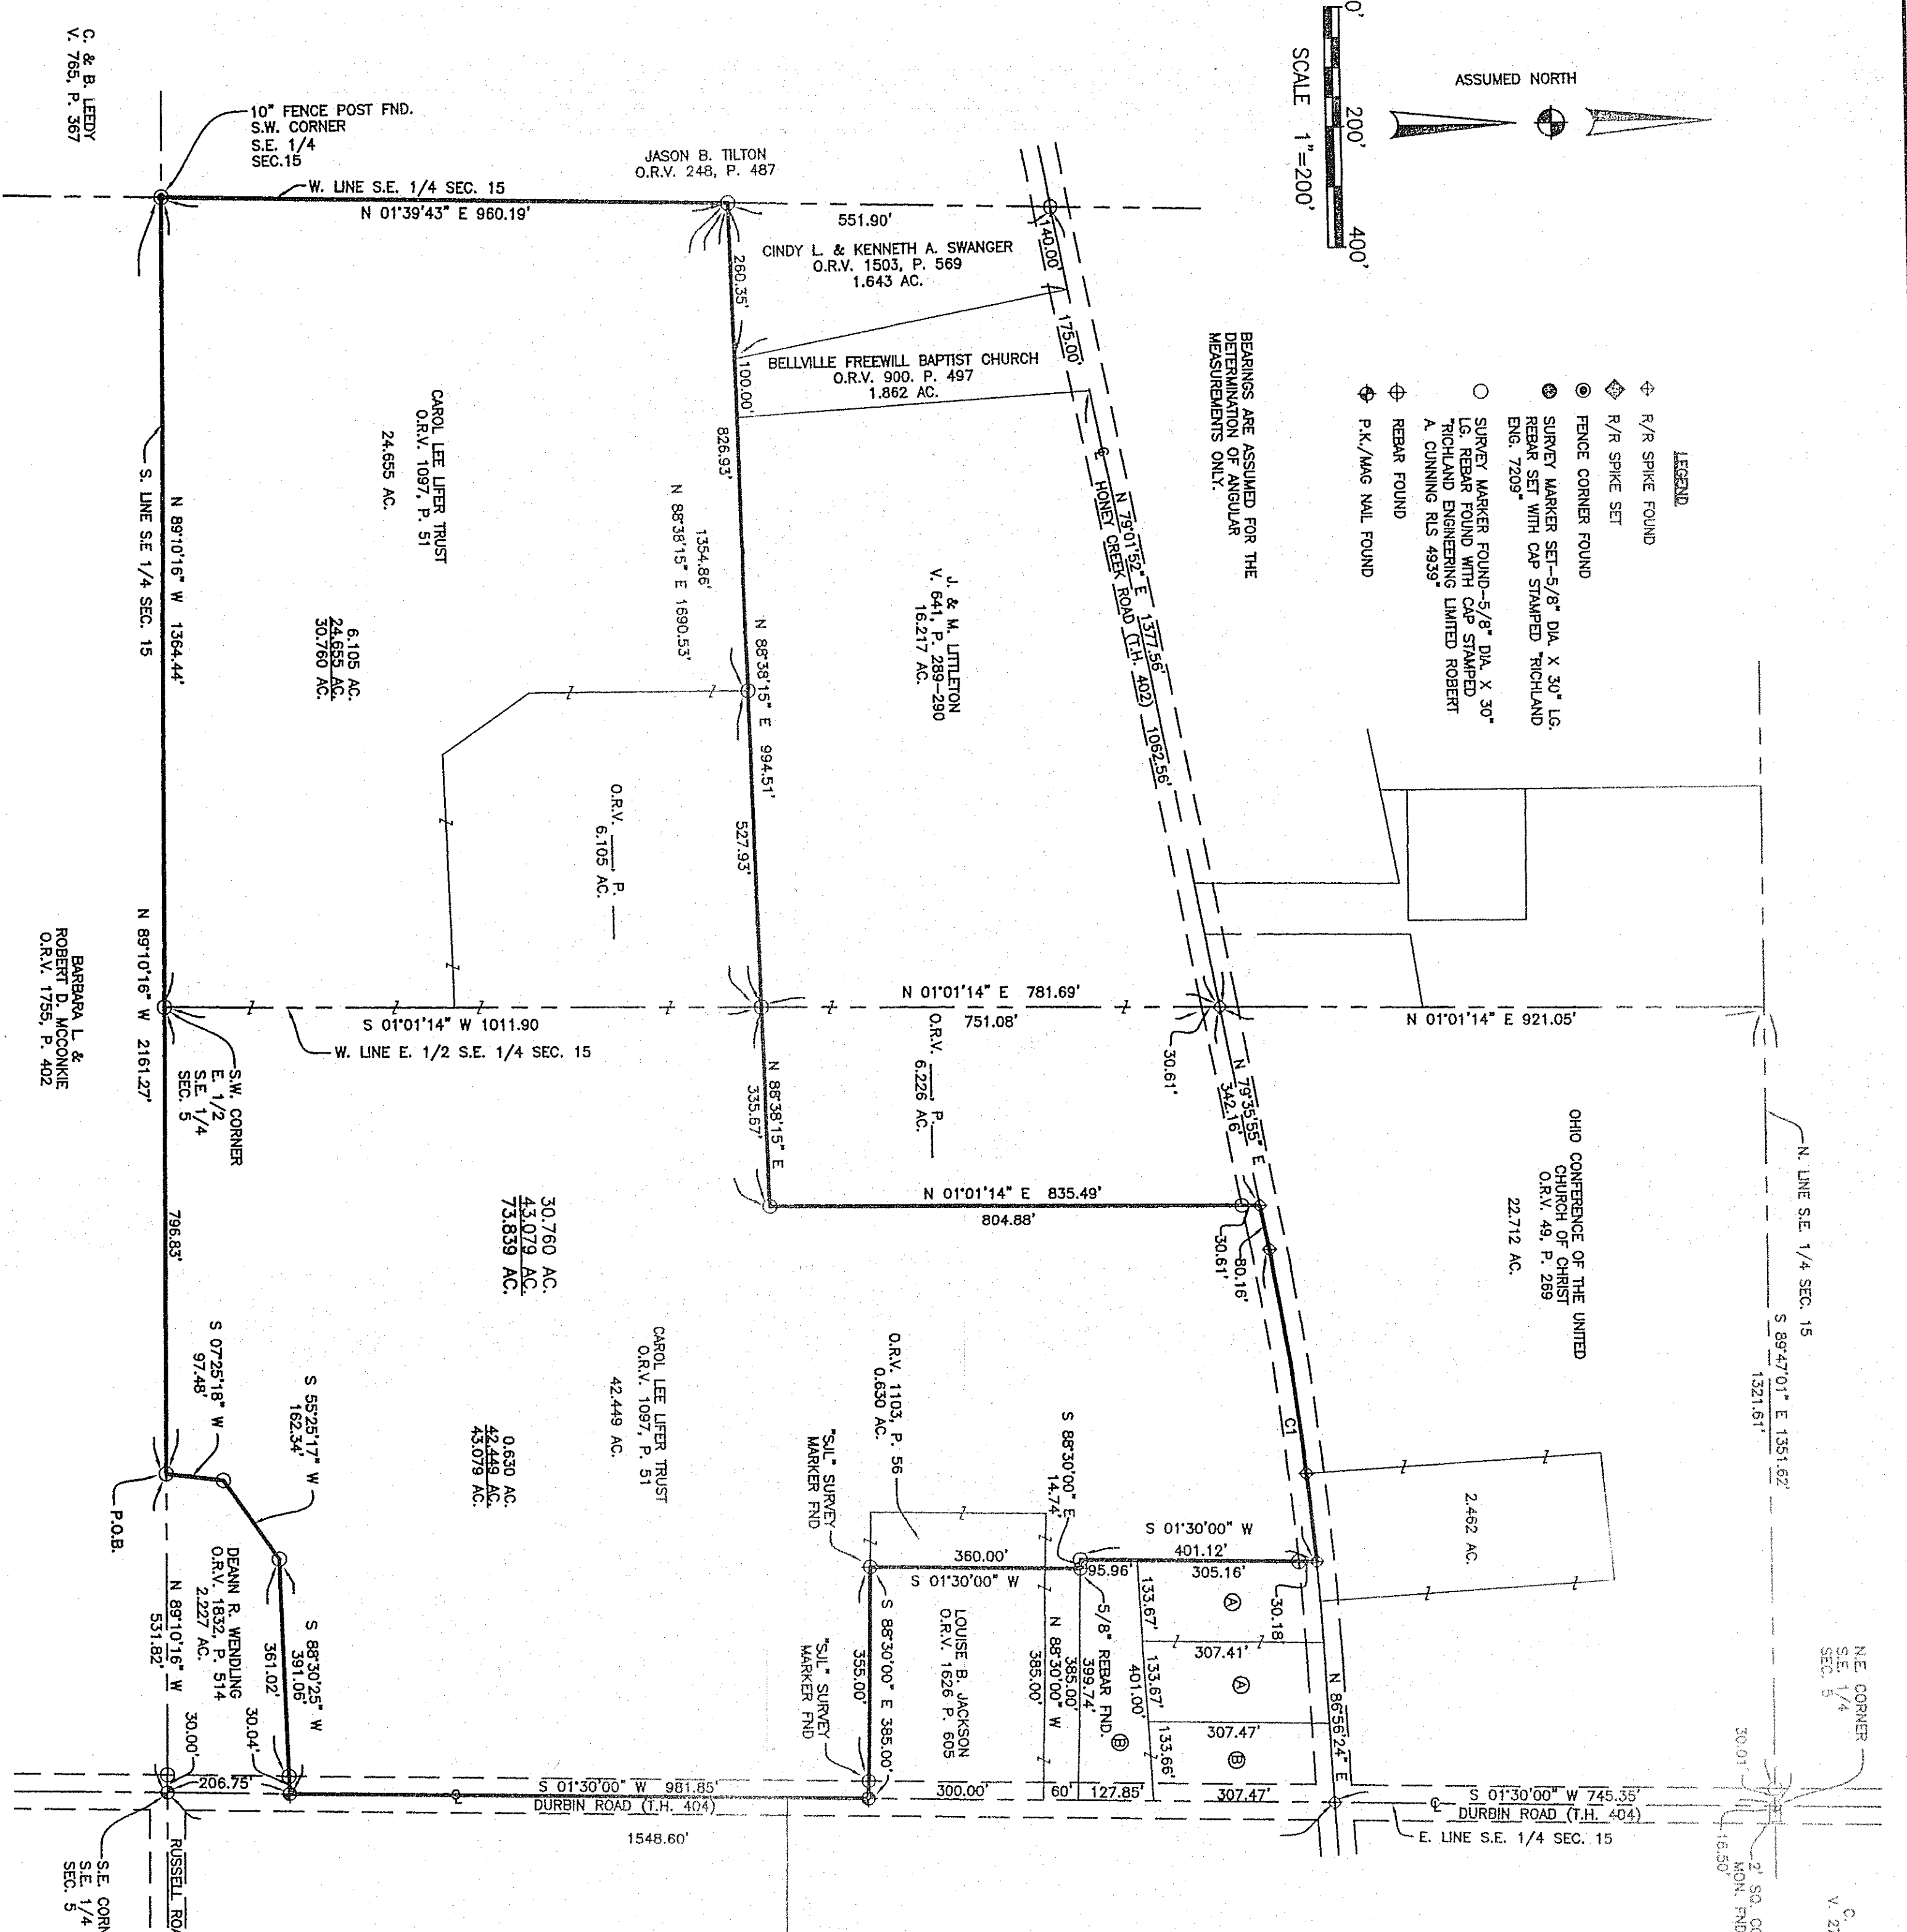 0'
200'
400'
SCALE 1"=200'
ASSUMED NORTH
BEARINGS ARE ASSUMED FOR THE
DETERMINATION OF ANGULAR
MEASUREMENTS ONLY.
LEGEND
R/R SPIKE FOUND
R/R SPIKE SET
FENCE CORNER FOUND
SURVEY MARKER SET-5/8" DIA. X 30" LG.
REBAR SET WITH CAP STAMPED "RICHLAND
ENG. 7209"
SURVEY MARKER FOUND-5/8" DIA. X 30"
LG. REBAR FOUND WITH CAP STAMPED
"RICHLAND ENGINEERING LIMITED ROBERT
A. CUNNING RLS 4939"
REBAR FOUND
P.K./MAG NAIL FOUND
C. & B. LEEDY
V. 765, P. 367
10" FENCE POST FND.
S.W. CORNER
S.E. 1/4
SEC.15
W. LINE S.E. 1/4 SEC. 15
N 01°39'43" E 960.19'
JASON B. TILTON
O.R.V. 248, P. 487
551.90'
CINDY L. & KENNETH A. SWANGER
O.R.V. 1503, P. 569
1.643 AC.
140.00'
260.35'
175.00'
BELLVILLE FREEWILL BAPTIST CHURCH
O.R.V. 900. P. 497
1.862 AC.
100.00'
826.93'
N 79°01'52" E 1377.56'
HONEY CREEK ROAD (T.H. 402) 1062.56'
J. & M. LITTLETON
V. 641, P. 289-290
16.217 AC.
1354.86'
N 88°38'15" E 1690.53'
N 88°38'15" E 994.51'
527.93'
CAROL LEE LIFER TRUST
O.R.V. 1097, P. 51
24.655 AC.
6.105 AC.
24.655 AC.
30.760 AC.
O.R.V. ____, P. ____
6.105 AC.
S. LINE S.E 1/4 SEC. 15
N 89°10'16" W 1364.44'
N 89°10'16" W 2161.27'
BARBARA L. &
ROBERT D. MCCONKIE
O.R.V. 1755, P. 402
S 01°01'14" W 1011.90
W. LINE E. 1/2 S.E. 1/4 SEC. 15
S.W. CORNER
E. 1/2
S.E. 1/4
SEC. 5
N 01°01'14" E 781.69'
751.08'
O.R.V. ____, P.____
6.226 AC.
30.61'
N 88°38'15" E
335.67'
N 79°35'55" E
342.16'
N 01°01'14" E 921.05'
N 01°01'14" E 835.49'
804.88'
30.61'
80.16'
N. LINE S.E. 1/4 SEC. 15
S 89°47'01" E 1351.62'
1321.61'
OHIO CONFERENCE OF THE UNITED
CHURCH OF CHRIST
O.R.V. 49, P. 269
22.712 AC.
30.760 AC.
43.079 AC.
73.839 AC.
796.83'
CAROL LEE LIFER TRUST
O.R.V. 1097, P. 51
42.449 AC.
0.630 AC.
42.449 AC.
43.079 AC.
O.R.V. 1103, P. 56
0.630 AC.
C1
2.462 AC.
S 07°25'18" W
97.48'
S 55°25'17" W
162.34'
P.O.B.
DEANN R. WENDLING
O.R.V. 1832, P. 514
2.227 AC.
S 88°30'25" W
391.06'
361.02'
30.04'
30.00'
N 89°10'16" W
531.82'
206.75'
"SJL" SURVEY
MARKER FND
"SJL" SURVEY
MARKER FND
S 88°30'00" E
14.74'
S 01°30'00" W
401.12'
305.16'
30.18'
95.96'
360.00'
S 01°30'00" W
S 88°30'00" E 385.00'
355.00'
LOUISE B. JACKSON
O.R.V. 1626 P. 605
N 88°30'00" W
385.00'
5/8" REBAR FND.
399.74'
385.00'
133.67'
133.67'
133.66'
401.00'
A
307.41'
A
307.47'
B
B
307.47'
300.00'
60'
127.85'
N 86°56'24" E
S 01°30'00" W 981.85'
DURBIN ROAD (T.H. 404)
1548.60'
S 01°30'00" W 745.35'
DURBIN ROAD (T.H. 404)
E. LINE S.E. 1/4 SEC. 15
N.E. CORNER
S.E. 1/4
SEC. 5
30.01'
16.50'
2' SQ. CO
MON. FND
C.
V. 27
RUSSELL ROA
S.E. CORN
S.E. 1/4
SEC. 5